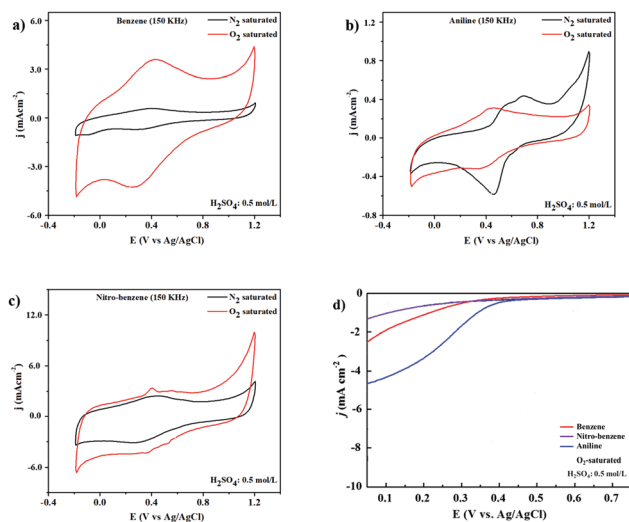 a)
Benzene (150 KHz)
N2 saturated
O2 saturated
6.0
3.0
0.0
-3.0
-6.0
j (mAcm-2)
H2SO4: 0.5 mol/L
-0.4 0.0 0.4 0.8 1.2
E (V vs Ag/AgCl)
b)
Aniline (150 KHz)
N2 saturated
O2 saturated
1.2
0.8
0.4
0.0
-0.4
-0.8
j (mAcm-2)
H2SO4: 0.5 mol/L
-0.4 0.0 0.4 0.8 1.2
E (V vs Ag/AgCl)
c)
Nitro-benzene (150 KHz)
N2 saturated
O2 saturated
12.0
6.0
0.0
-6.0
j (mAcm-2)
H2SO4: 0.5 mol/L
-0.4 0.0 0.4 0.8 1.2
E (V vs Ag/AgCl)
d)
0
-2
-4
-6
-8
-10
j (mA cm-2)
Benzene
Nitro-benzene
Aniline
O2-saturated
H2SO4: 0.5 mol/L
0.1 0.2 0.3 0.4 0.5 0.6 0.7
E (V vs. Ag/AgCl)